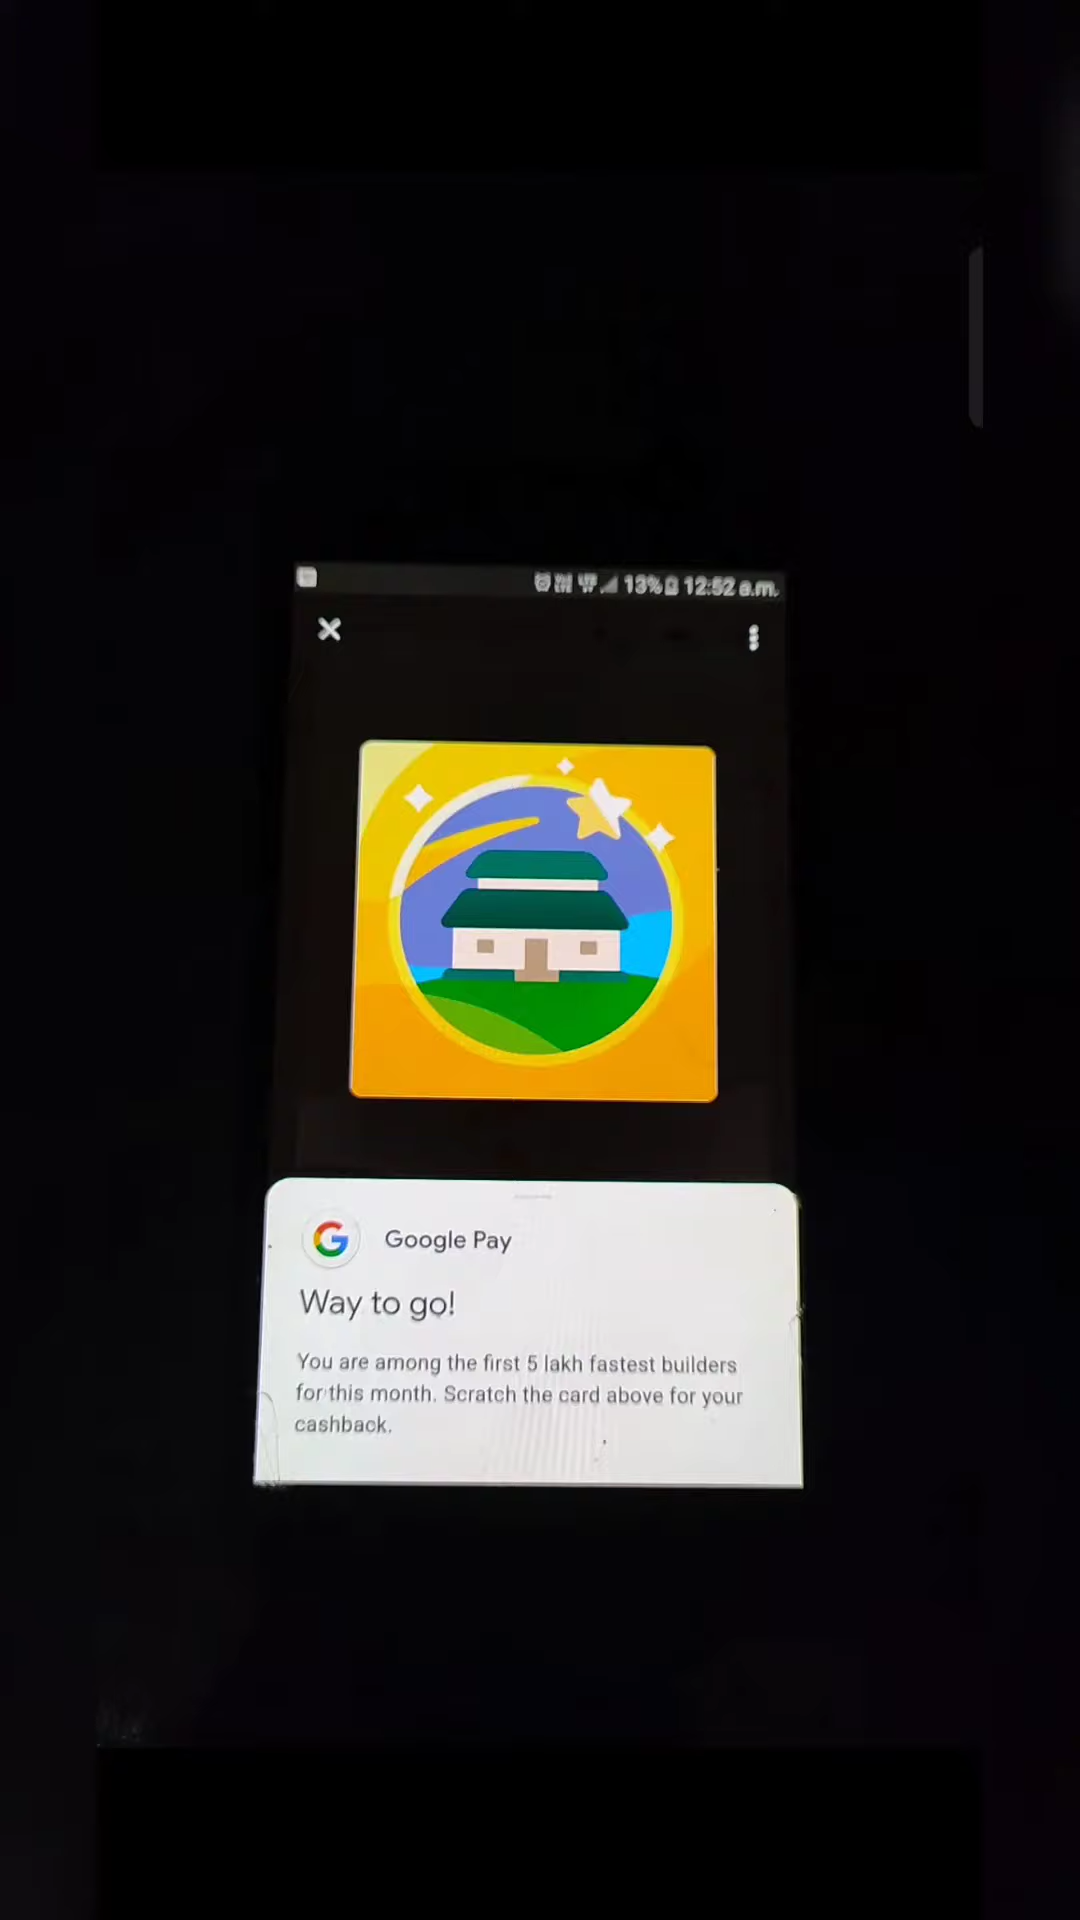 13% 12:52 a.m.
Google Pay
Way to go!
You are among the first 5 lakh fastest builders
for this month. Scratch the card above for your
cashback.